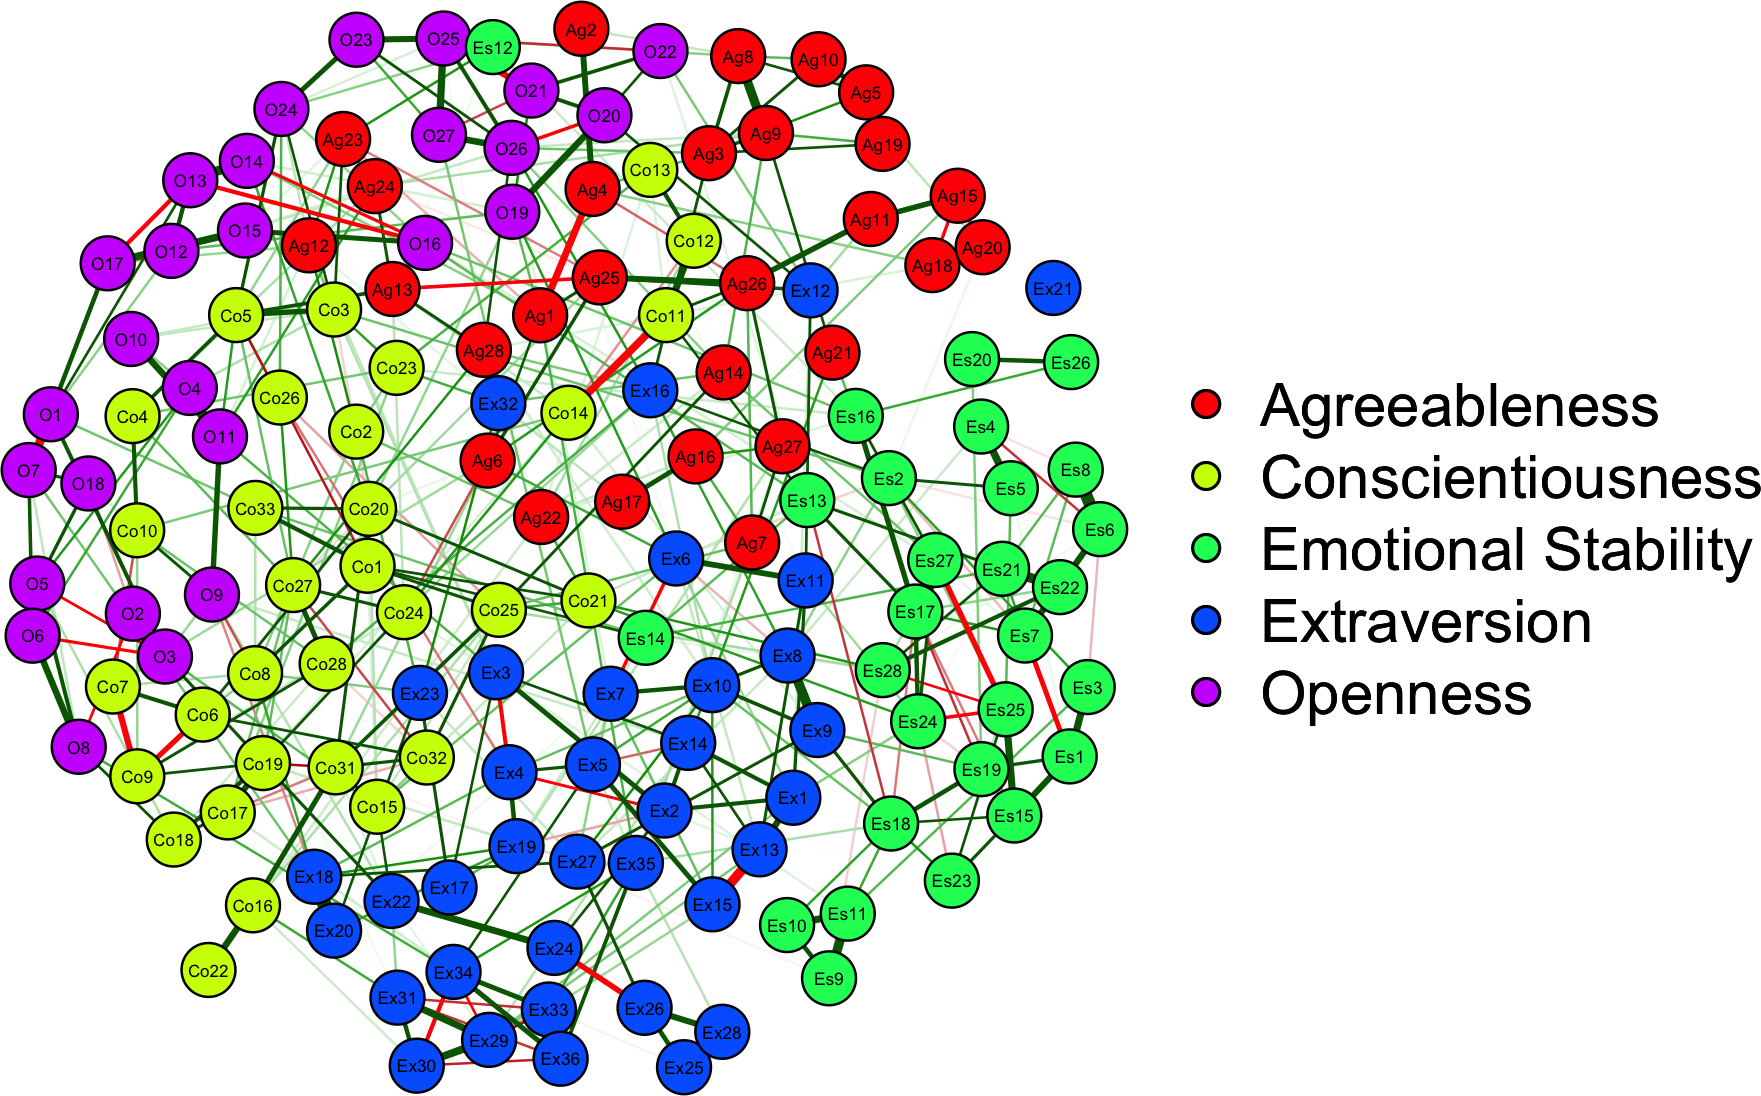 Ag2
O23
O25
Es12
O22
Ag8
Ag10
O21
Ag5
O24
O20
Ag23
O27
O26
Ag9
Ag19
Ag3
O14
Co13
O13
Ag24
Ag4
Ag15
O19
Ag11
O15
Ag12
O16
Co12
Ag20
O12
O17
Ag18
Ag25
Ag26
Ag13
Ex12
Ex21
Co3
Co5
Ag1
Co11
O10
Ag28
Ag21
Es20
Es26
Co23
Ag14
O4
Ex16
Co26
Ex32
O1
Co4
Co14
Es16
Es4
Co2
O11
Ag27
Ag16
Ag6
O7
Es8
O18
Es2
Es5
Ag17
Es13
Co33
Co20
Ag22
Co10
Es6
Ag7
Ex6
Es27
Co1
Es21
Ex11
O5
Co27
Es22
O9
Co21
Co25
Co24
O2
Es17
O6
Es14
Es7
O3
Ex8
Co28
Es28
Ex3
Co8
Ex10
Co7
Es3
Ex23
Ex7
Es25
Co6
Es24
Ex9
Ex14
O8
Es1
Co32
Co19
Ex5
Co31
Es19
Ex4
Co9
Ex1
Co15
Ex2
Co17
Es15
Es18
Co18
Ex19
Ex13
Ex27
Ex35
Ex18
Es23
Ex17
Ex22
Co16
Ex15
Es11
Es10
Ex20
Ex24
Co22
Ex34
Es9
Ex31
Ex26
Ex33
Ex28
Ex29
Ex36
Ex30
Ex25
Agreeableness
Conscientiousness
Emotional Stability
Extraversion
Openness